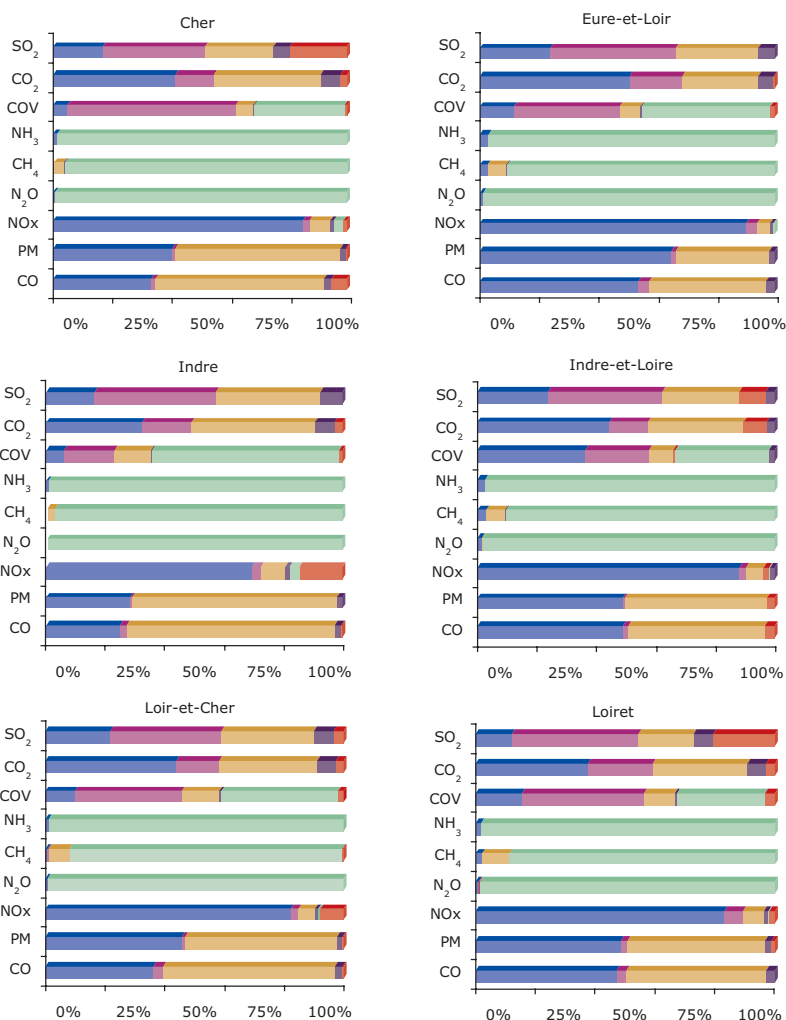 Cher
SO2
CO2
COV
NH3
CH4
N2O
NOx
PM
CO
0% 25% 50% 75% 100%
Eure-et-Loir
SO2
CO2
COV
NH3
CH4
N2O
NOx
PM
CO
0% 25% 50% 75% 100%
Indre
SO2
CO2
COV
NH3
CH4
N2O
NOx
PM
CO
0% 25% 50% 75% 100%
Indre-et-Loire
SO2
CO2
COV
NH3
CH4
N2O
NOx
PM
CO
0% 25% 50% 75% 100%
Loir-et-Cher
SO2
CO2
COV
NH3
CH4
N2O
NOx
PM
CO
0% 25% 50% 75% 100%
Loiret
SO2
CO2
COV
NH3
CH4
N2O
NOx
PM
CO
0% 25% 50% 75% 100%